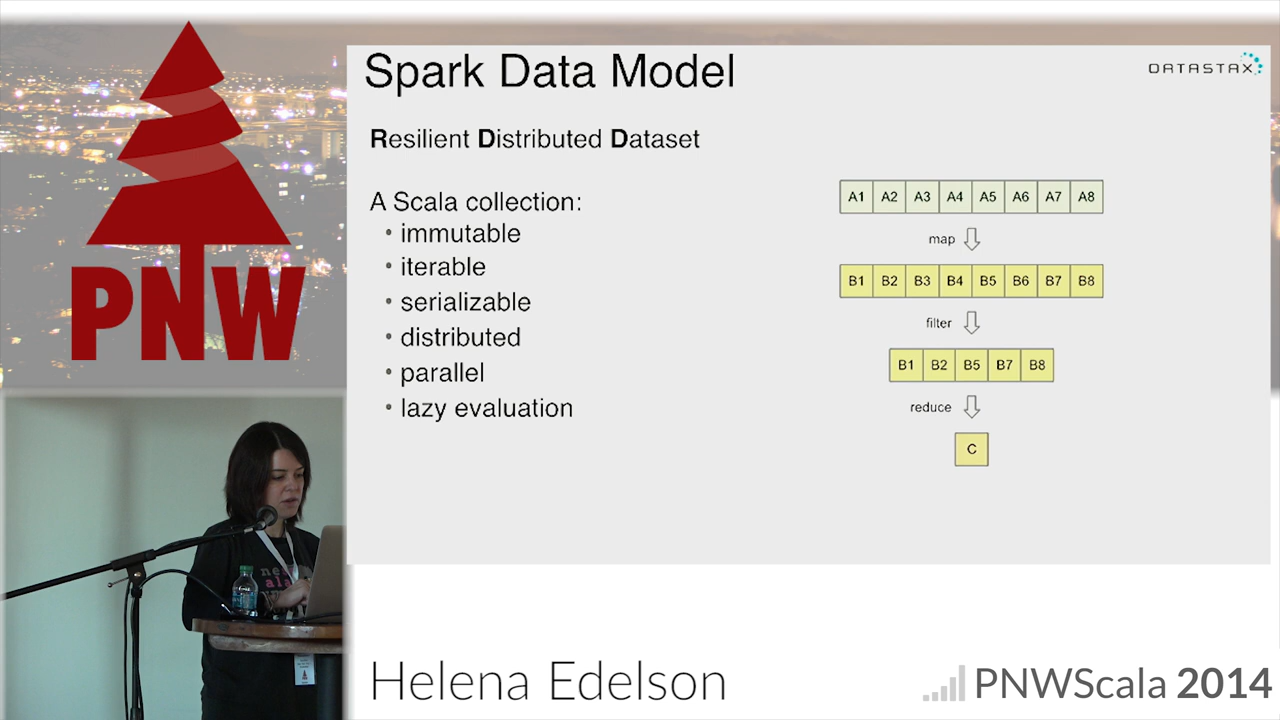 PNW
Spark Data Model
DATASTAX
Resilient Distributed Dataset
A Scala collection:
• immutable
• iterable
• serializable
• distributed
• parallel
• lazy evaluation
A1 A2 A3 A4 A5 A6 A7 A8
map
B1 B2 B3 B4 B5 B6 B7 B8
filter
B1 B2 B5 B7 B8
reduce
C
Helena Edelson
PNWScala 2014